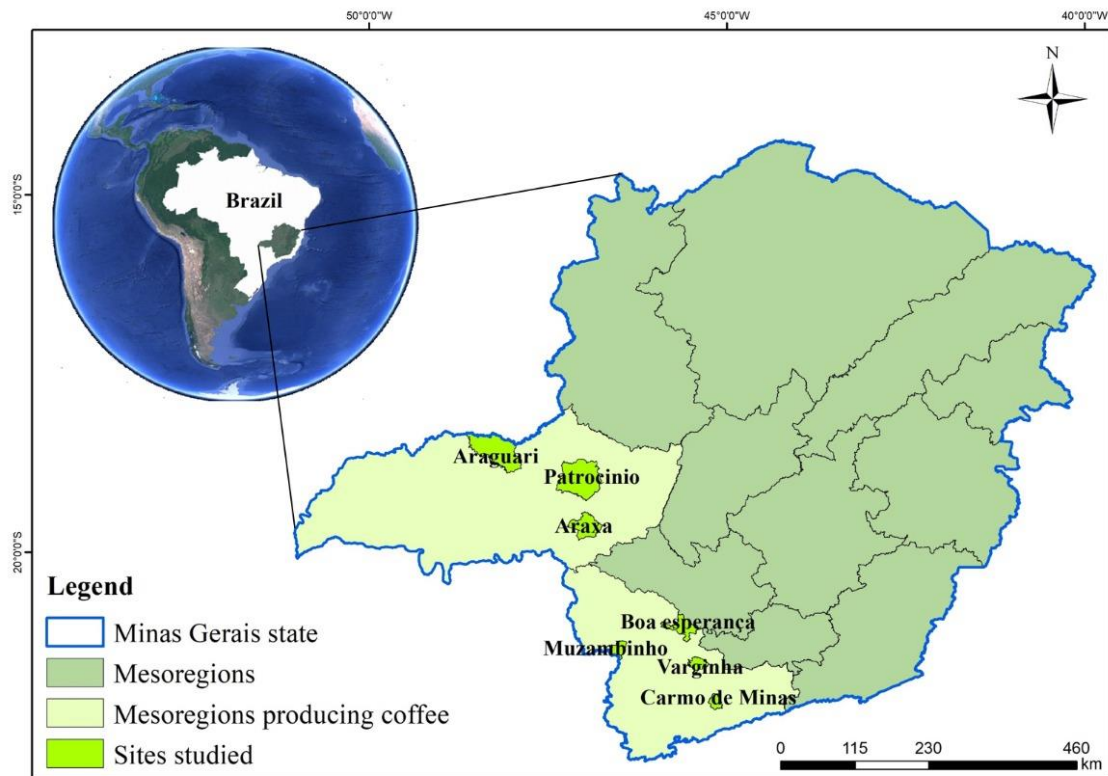 50°0'0"W 45°0'0"W 40°0'0"W
N
15°0'0"S
Brazil
Araguari
Patrocinio
Araxa
20°0'0"S
Legend
Minas Gerais state
Mesoregions
Mesoregions producing coffee
Sites studied
Boa esperança
Muzambinho
Varginha
Carmo de Minas
0 115 230 460
km